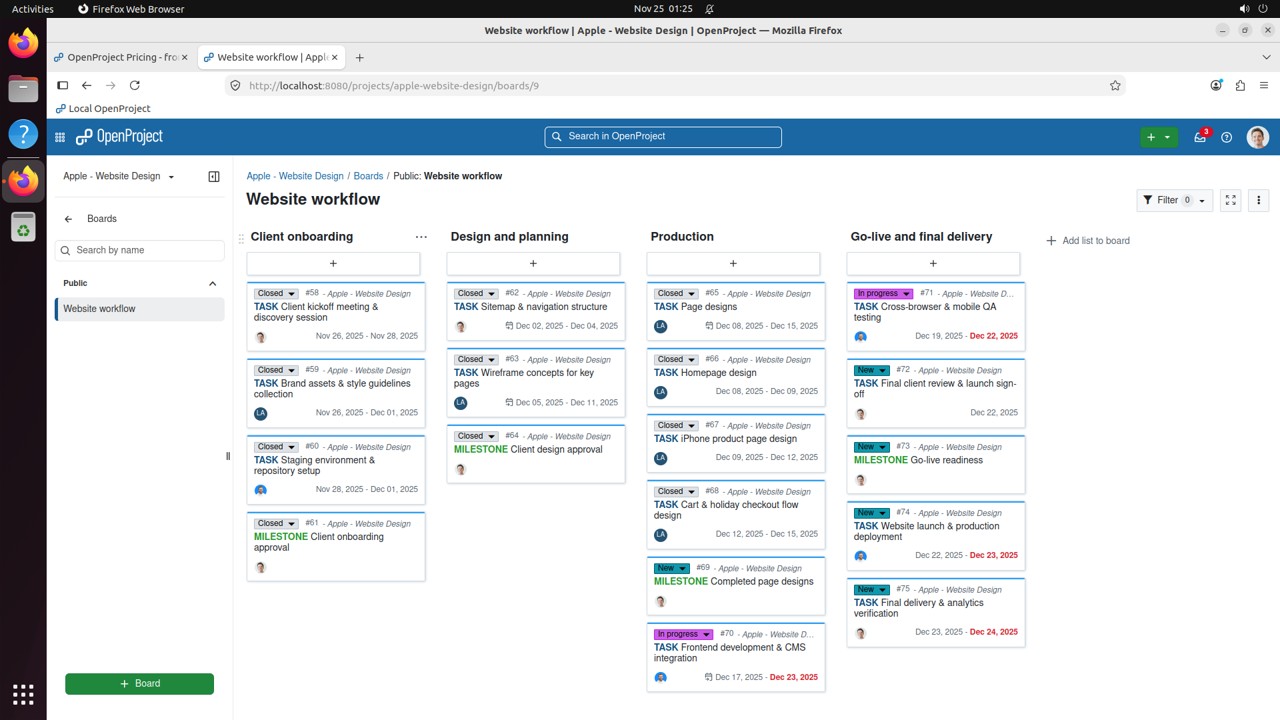 Activities
Firefox Web Browser
Nov 25 01:25
Website workflow | Apple - Website Design | OpenProject — Mozilla Firefox
OpenProject Pricing - fro
Website workflow | Appl
http://localhost:8080/projects/apple-website-design/boards/9
Local OpenProject
OpenProject
Search in OpenProject
3
Apple - Website Design
Boards
Search by name
Public
Website workflow
Board
Apple - Website Design / Boards / Public: Website workflow
Website workflow
Filter 0
Client onboarding
Closed #58 - Apple - Website Design
TASK Client kickoff meeting &
discovery session
Nov 26, 2025 - Nov 28, 2025
Closed #59 - Apple - Website Design
TASK Brand assets & style guidelines
collection
LA
Nov 26, 2025 - Dec 01, 2025
Closed #60 - Apple - Website Design
TASK Staging environment &
repository setup
Nov 28, 2025 - Dec 01, 2025
Closed #61 - Apple - Website Design
MILESTONE Client onboarding
approval
Design and planning
Closed #62 - Apple - Website Design
TASK Sitemap & navigation structure
Dec 02, 2025 - Dec 04, 2025
Closed #63 - Apple - Website Design
TASK Wireframe concepts for key
pages
LA
Dec 05, 2025 - Dec 11, 2025
Closed #64 - Apple - Website Design
MILESTONE Client design approval
Production
Closed #65 - Apple - Website Design
TASK Page designs
LA
Dec 08, 2025 - Dec 15, 2025
Closed #66 - Apple - Website Design
TASK Homepage design
LA
Dec 08, 2025 - Dec 09, 2025
Closed #67 - Apple - Website Design
TASK iPhone product page design
LA
Dec 09, 2025 - Dec 12, 2025
Closed #68 - Apple - Website Design
TASK Cart & holiday checkout flow
design
LA
Dec 12, 2025 - Dec 15, 2025
New #69 - Apple - Website Design
MILESTONE Completed page designs
In progress #70 - Apple - Website D...
TASK Frontend development & CMS
integration
Dec 17, 2025 - Dec 23, 2025
Go-live and final delivery
In progress #71 - Apple - Website D...
TASK Cross-browser & mobile QA
testing
Dec 19, 2025 - Dec 22, 2025
New #72 - Apple - Website Design
TASK Final client review & launch sign-
off
Dec 22, 2025
New #73 - Apple - Website Design
MILESTONE Go-live readiness
New #74 - Apple - Website Design
TASK Website launch & production
deployment
Dec 22, 2025 - Dec 23, 2025
New #75 - Apple - Website Design
TASK Final delivery & analytics
verification
Dec 23, 2025 - Dec 24, 2025
Add list to board